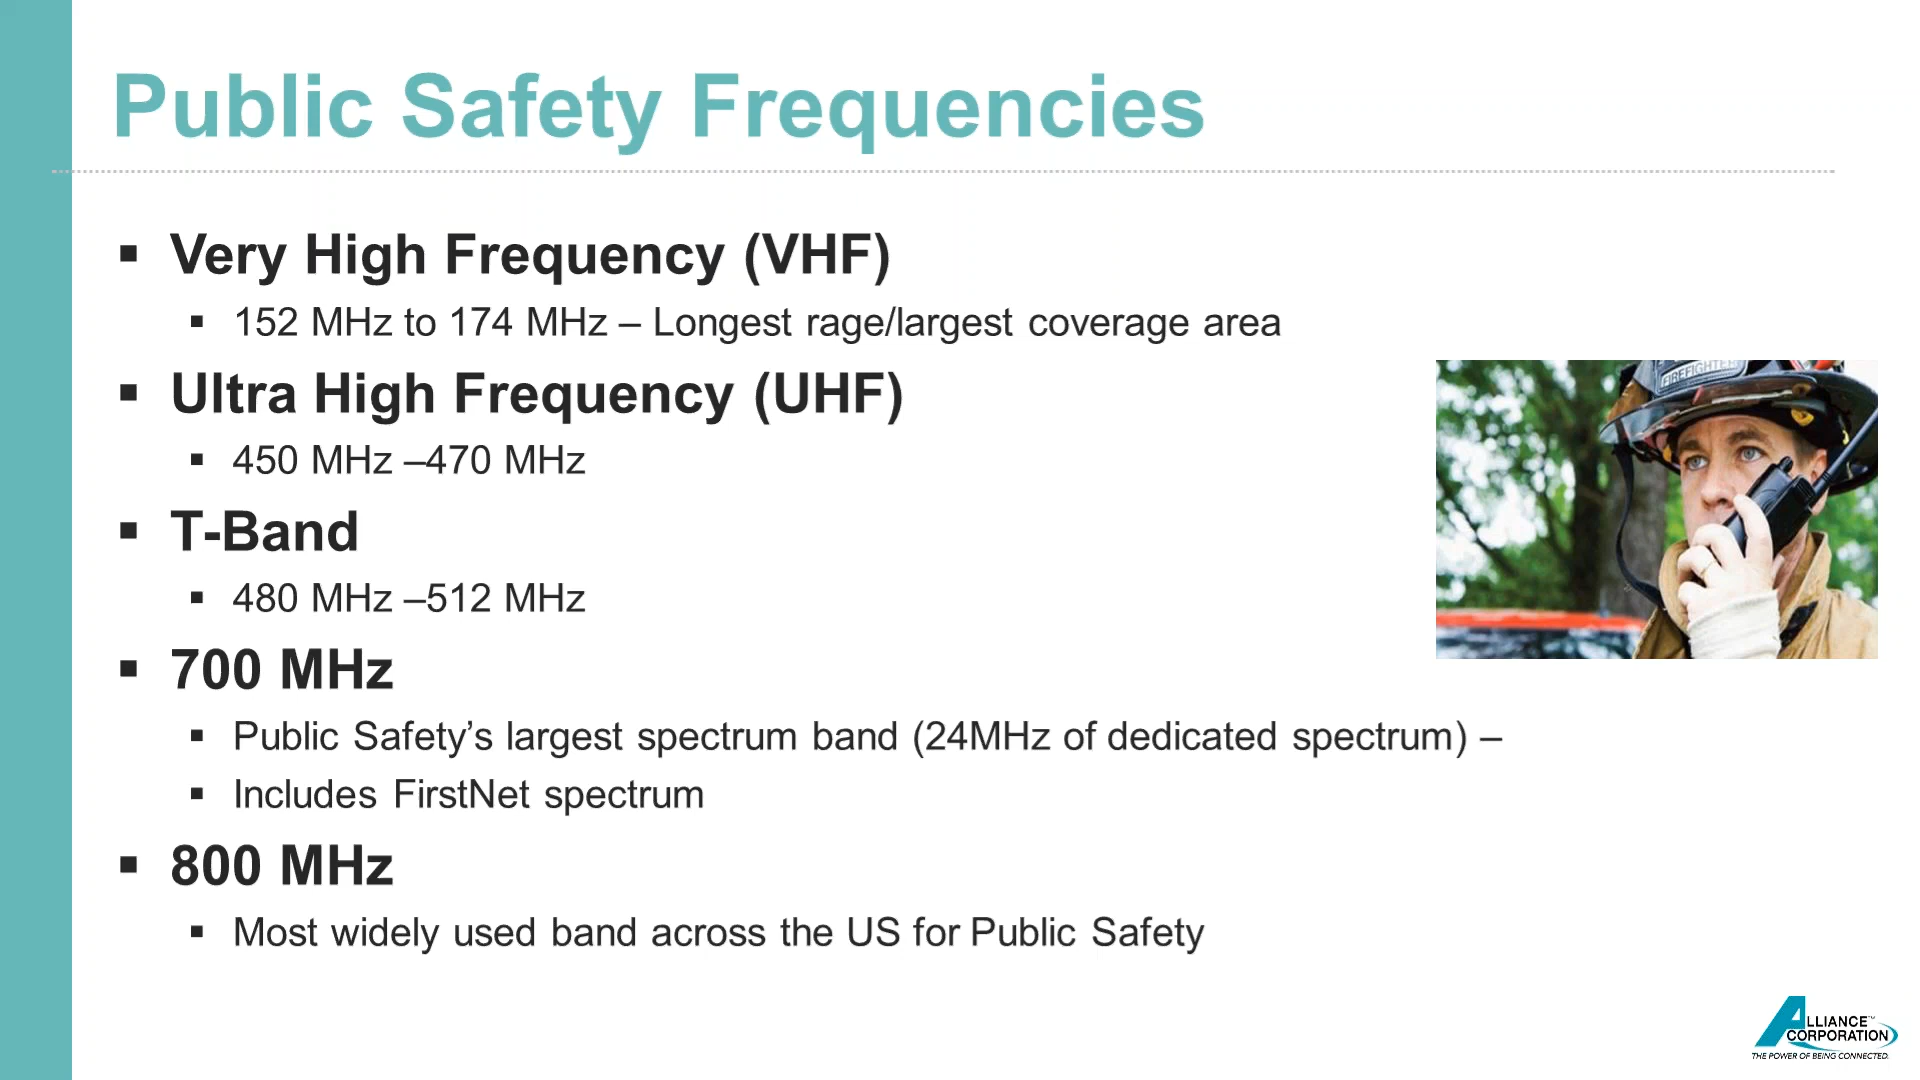 Public Safety Frequencies
▪ Very High Frequency (VHF)
▪ 152 MHz to 174 MHz – Longest rage/largest coverage area
▪ Ultra High Frequency (UHF)
▪ 450 MHz –470 MHz
FIREFIGHTER
▪ T-Band
▪ 480 MHz –512 MHz
▪ 700 MHz
▪ Public Safety’s largest spectrum band (24MHz of dedicated spectrum) –
▪ Includes FirstNet spectrum
▪ 800 MHz
▪ Most widely used band across the US for Public Safety
ALLIANCE™
CORPORATION
THE POWER OF BEING CONNECTED.